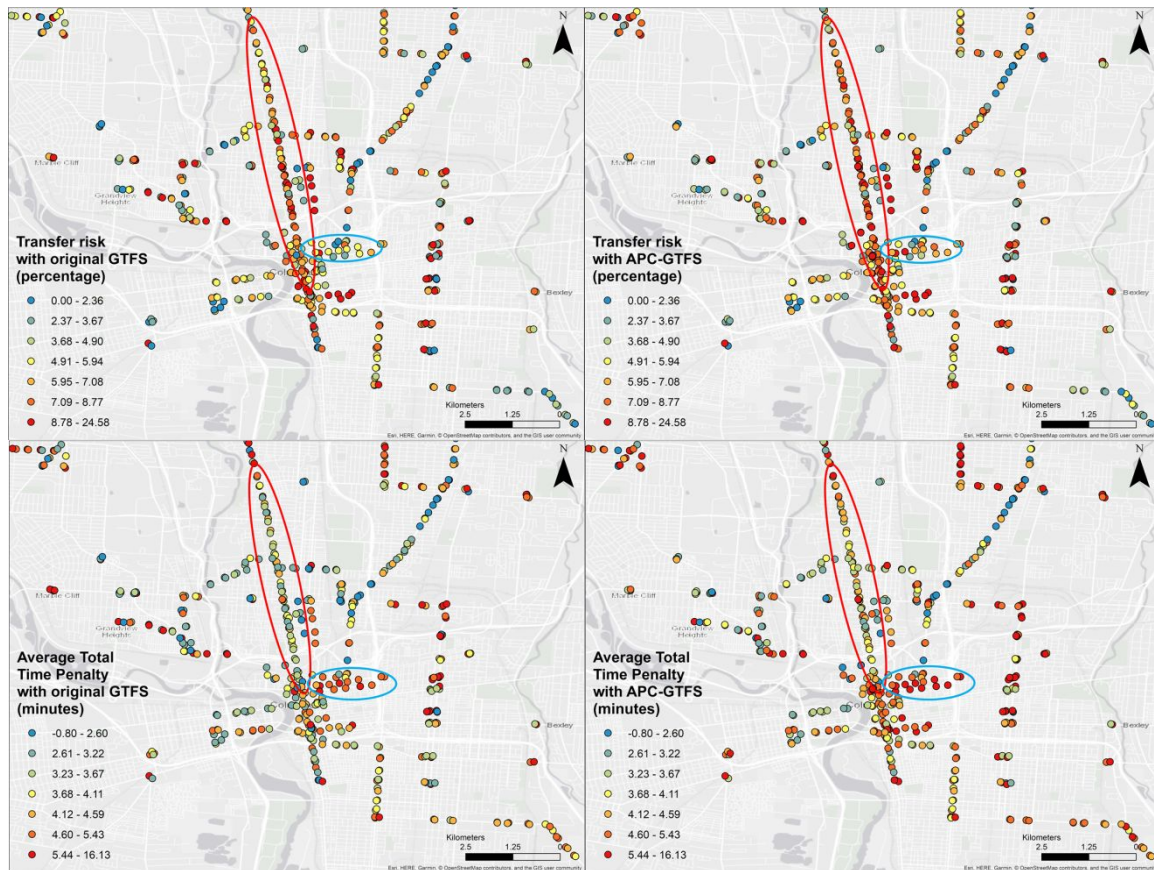 N
Marble Cliff
Grandview
Heights
Bexley
Transfer risk
with original GTFS
(percentage)
0.00 - 2.36
2.37 - 3.67
3.68 - 4.90
4.91 - 5.94
5.95 - 7.08
7.09 - 8.77
8.78 - 24.58
Kilometers
2.5 1.25 0
Esri, HERE, Garmin, © OpenStreetMap contributors, and the GIS user community
N
Marble Cliff
Grandview
Heights
Bexley
Transfer risk
with APC-GTFS
(percentage)
0.00 - 2.36
2.37 - 3.67
3.68 - 4.90
4.91 - 5.94
5.95 - 7.08
7.09 - 8.77
8.78 - 24.58
Kilometers
2.5 1.25 0
Esri, HERE, Garmin, © OpenStreetMap contributors, and the GIS user community
N
Marble Cliff
Grandview
Heights
Bexley
Average Total
Time Penalty
with original GTFS
(minutes)
-0.80 - 2.60
2.61 - 3.22
3.23 - 3.67
3.68 - 4.11
4.12 - 4.59
4.60 - 5.43
5.44 - 16.13
Kilometers
2.5 1.25 0
Esri, HERE, Garmin, © OpenStreetMap contributors, and the GIS user community
N
Marble Cliff
Grandview
Heights
Bexley
Average Total
Time Penalty
with APC-GTFS
(minutes)
-0.80 - 2.60
2.61 - 3.22
3.23 - 3.67
3.68 - 4.11
4.12 - 4.59
4.60 - 5.43
5.44 - 16.13
Kilometers
2.5 1.25 0
Esri, HERE, Garmin, © OpenStreetMap contributors, and the GIS user community